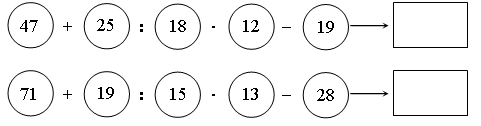 47 + 25 : 18 · 12 – 19
71 + 19 : 15 · 13 – 28